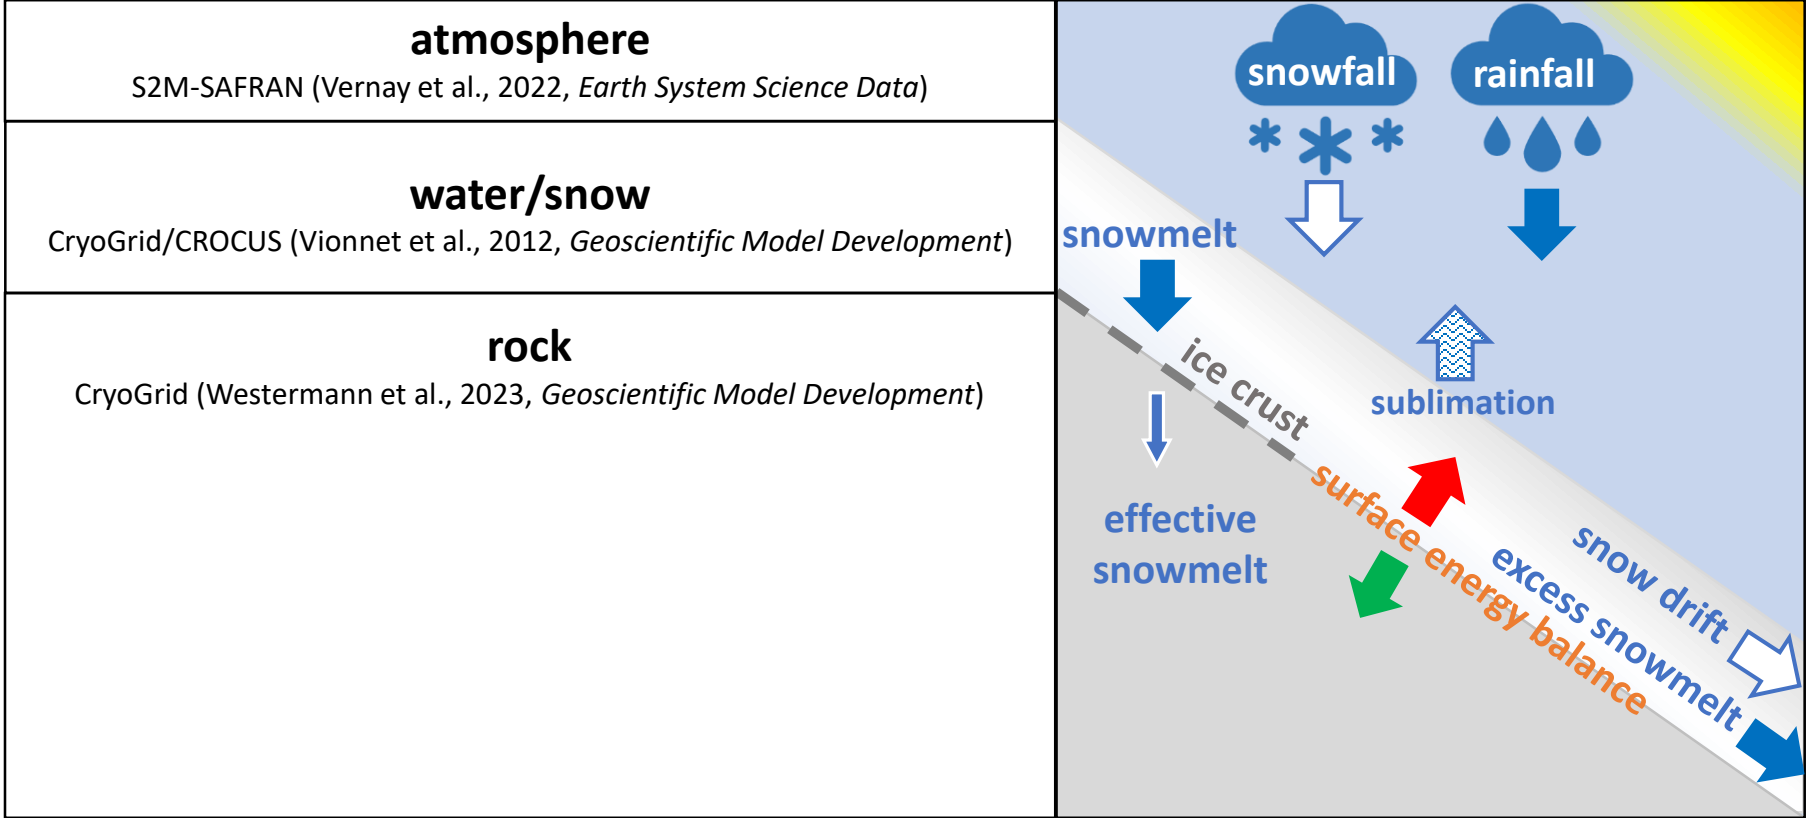 atmosphere
S2M-SAFRAN (Vernay et al., 2022, Earth System Science Data)
water/snow
CryoGrid/CROCUS (Vionnet et al., 2012, Geoscientific Model Development)
rock
CryoGrid (Westermann et al., 2023, Geoscientific Model Development)
snowfall
rainfall
snowmelt
ice crust
sublimation
effective
snowmelt
surface energy balance
snow drift
excess snowmelt